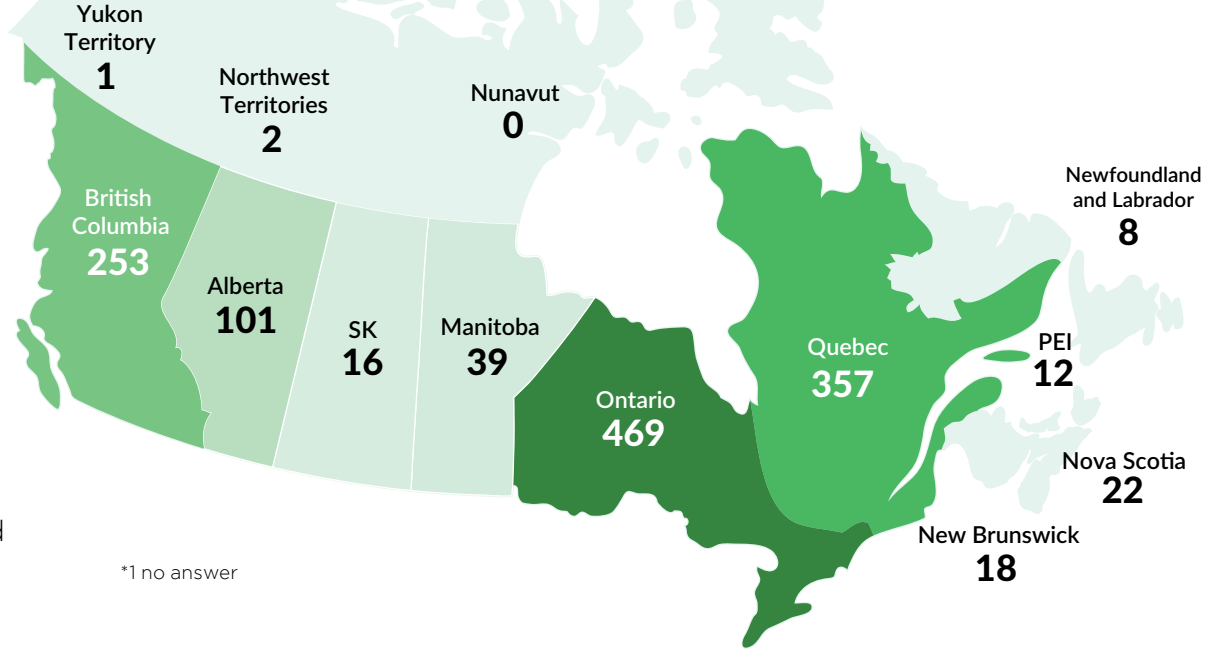 Yukon
Territory
1
Northwest
Territories
2
Nunavut
0
British
Columbia
253
Alberta
101
SK
16
Manitoba
39
Ontario
469
Quebec
357
Newfoundland
and Labrador
8
PEI
12
Nova Scotia
22
New Brunswick
18
*1 no answer